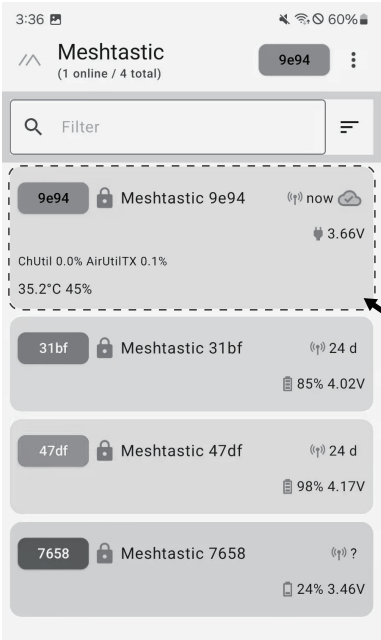 3:36 60%
Meshtastic
(1 online / 4 total)
9e94
Filter
9e94 Meshtastic 9e94 now
3.66V
ChUtil 0.0% AirUtilTX 0.1%
35.2°C 45%
31bf Meshtastic 31bf 24 d
85% 4.02V
47df Meshtastic 47df 24 d
98% 4.17V
7658 Meshtastic 7658 ?
24% 3.46V